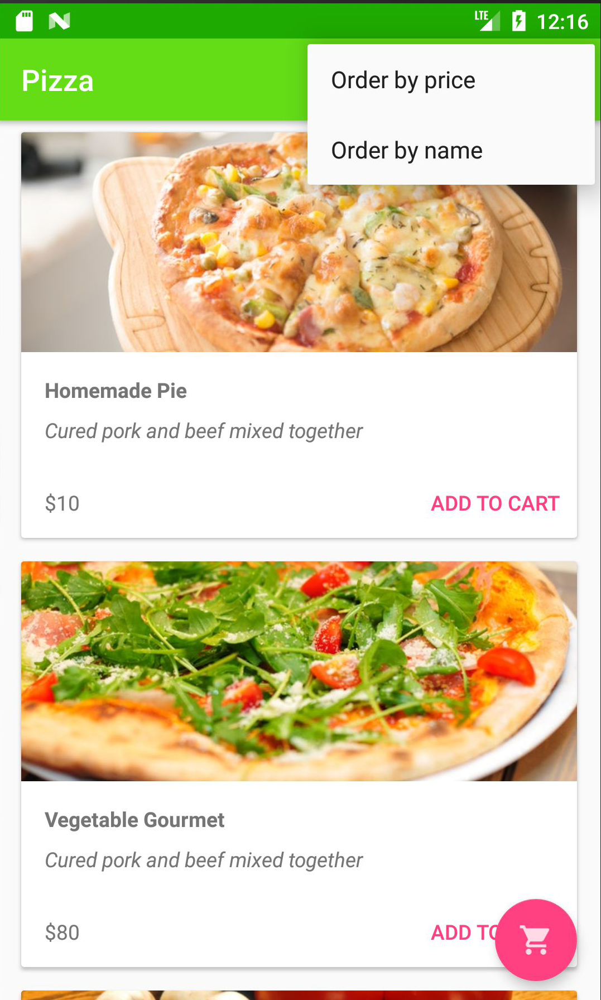 LTE 12:16
Pizza
Order by price
Order by name
Homemade Pie
Cured pork and beef mixed together
$10 ADD TO CART
Vegetable Gourmet
Cured pork and beef mixed together
$80 ADD TO